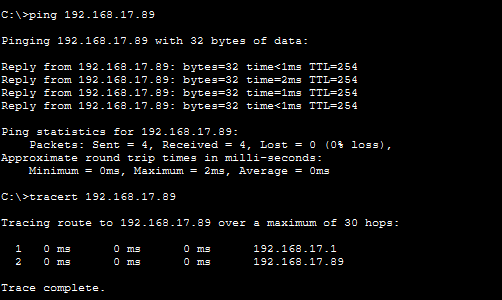 C:\>ping 192.168.17.89
Pinging 192.168.17.89 with 32 bytes of data:
Reply from 192.168.17.89: bytes=32 time<1ms TTL=254
Reply from 192.168.17.89: bytes=32 time=2ms TTL=254
Reply from 192.168.17.89: bytes=32 time=1ms TTL=254
Reply from 192.168.17.89: bytes=32 time<1ms TTL=254
Ping statistics for 192.168.17.89:
    Packets: Sent = 4, Received = 4, Lost = 0 (0% loss),
Approximate round trip times in milli-seconds:
    Minimum = 0ms, Maximum = 2ms, Average = 0ms
C:\>tracert 192.168.17.89
Tracing route to 192.168.17.89 over a maximum of 30 hops:
  1   0 ms      0 ms      0 ms      192.168.17.1
  2   0 ms      0 ms      0 ms      192.168.17.89
Trace complete.